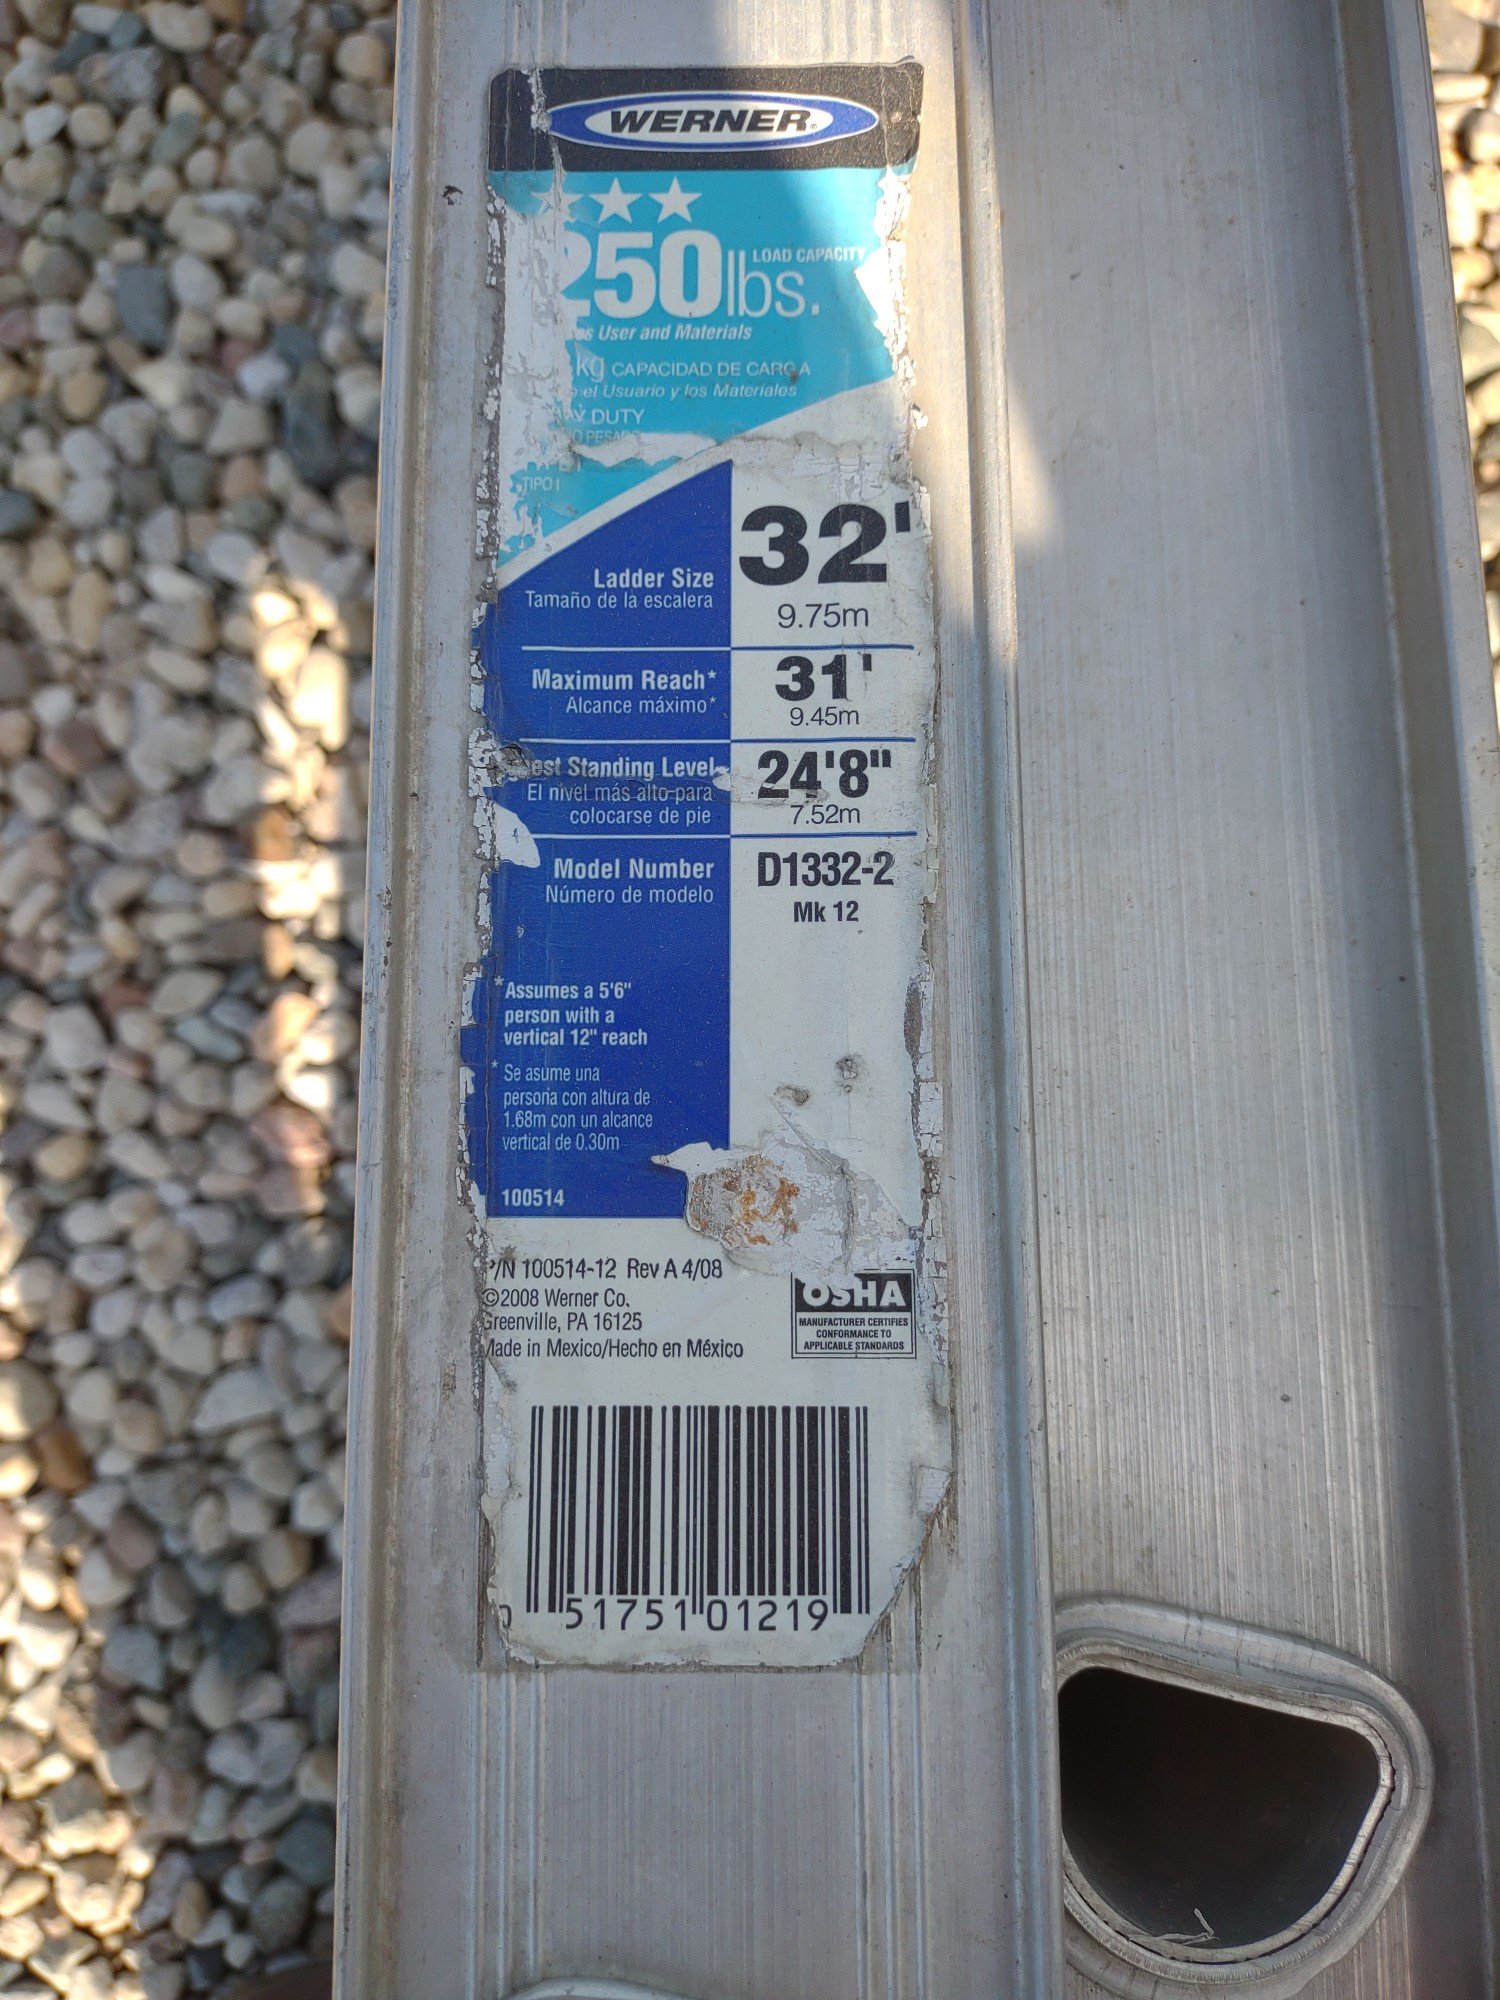 WERNER
250 lbs.
LOAD CAPACITY
User and Materials
kg CAPACIDAD DE CARGA
el Usuario y los Materiales
DUTY
TIPO I
Ladder Size
Tamaño de la escalera
32'
9.75m
Maximum Reach*
Alcance máximo*
31'
9.45m
Standing Level
El nivel más alto para
colocarse de pie
24'8"
7.52m
Model Number
Número de modelo
D1332-2
Mk 12
*Assumes a 5'6"
person with a
vertical 12" reach
* Se asume una
persona con altura de
1.68m con un alcance
vertical de 0.30m
100514
P/N 100514-12 Rev A 4/08
©2008 Werner Co.
Greenville, PA 16125
Made in Mexico/Hecho en México
OSHA
MANUFACTURER CERTIFIES
CONFORMANCE TO
APPLICABLE STANDARDS
0 51751 01219